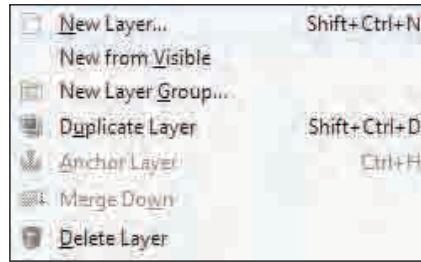 New Layer... Shift+Ctrl+N
New from Visible
New Layer Group...
Duplicate Layer Shift+Ctrl+D
Anchor Layer Ctrl+H
Merge Down
Delete Layer